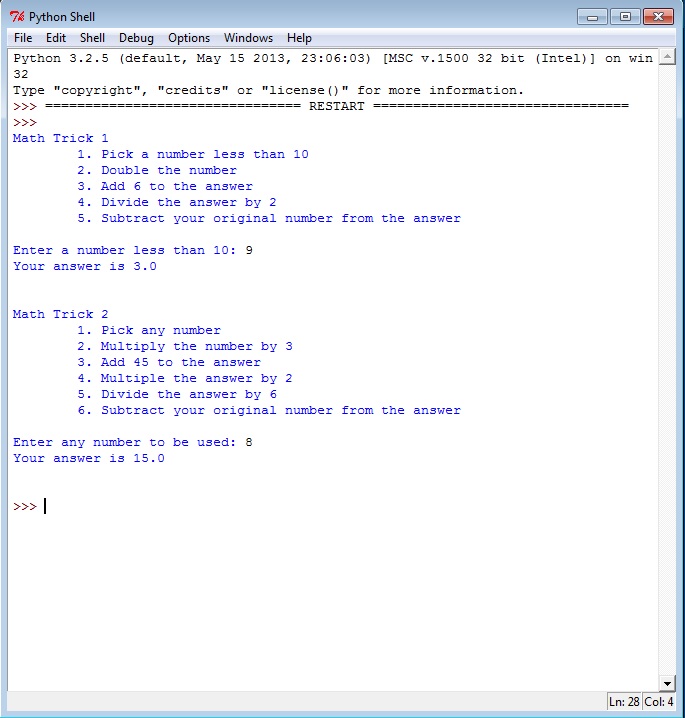 Python Shell
File Edit Shell Debug Options Windows Help
Python 3.2.5 (default, May 15 2013, 23:06:03) [MSC v.1500 32 bit (Intel)] on win
32
Type "copyright", "credits" or "license()" for more information.
>>> ================================ RESTART ================================
>>>
Math Trick 1
1. Pick a number less than 10
2. Double the number
3. Add 6 to the answer
4. Divide the answer by 2
5. Subtract your original number from the answer
Enter a number less than 10: 9
Your answer is 3.0
Math Trick 2
1. Pick any number
2. Multiply the number by 3
3. Add 45 to the answer
4. Multiple the answer by 2
5. Divide the answer by 6
6. Subtract your original number from the answer
Enter any number to be used: 8
Your answer is 15.0
>>>
Ln: 28 Col: 4